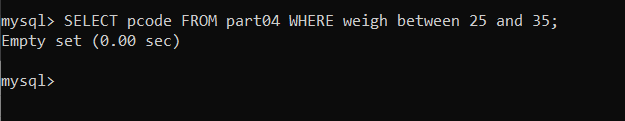 mysql> SELECT pcode FROM part04 WHERE weigh between 25 and 35;
Empty set (0.00 sec)
mysql>